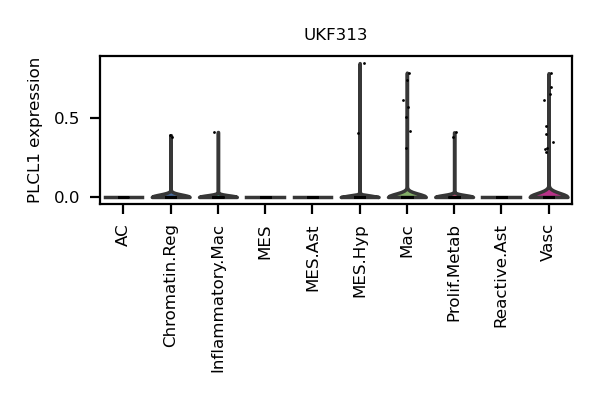 UKF313
PLCL1 expression
0.5
0.0
AC
Chromatin.Reg
Inflammatory.Mac
MES
MES.Ast
MES.Hyp
Mac
Prolif.Metab
Reactive.Ast
Vasc